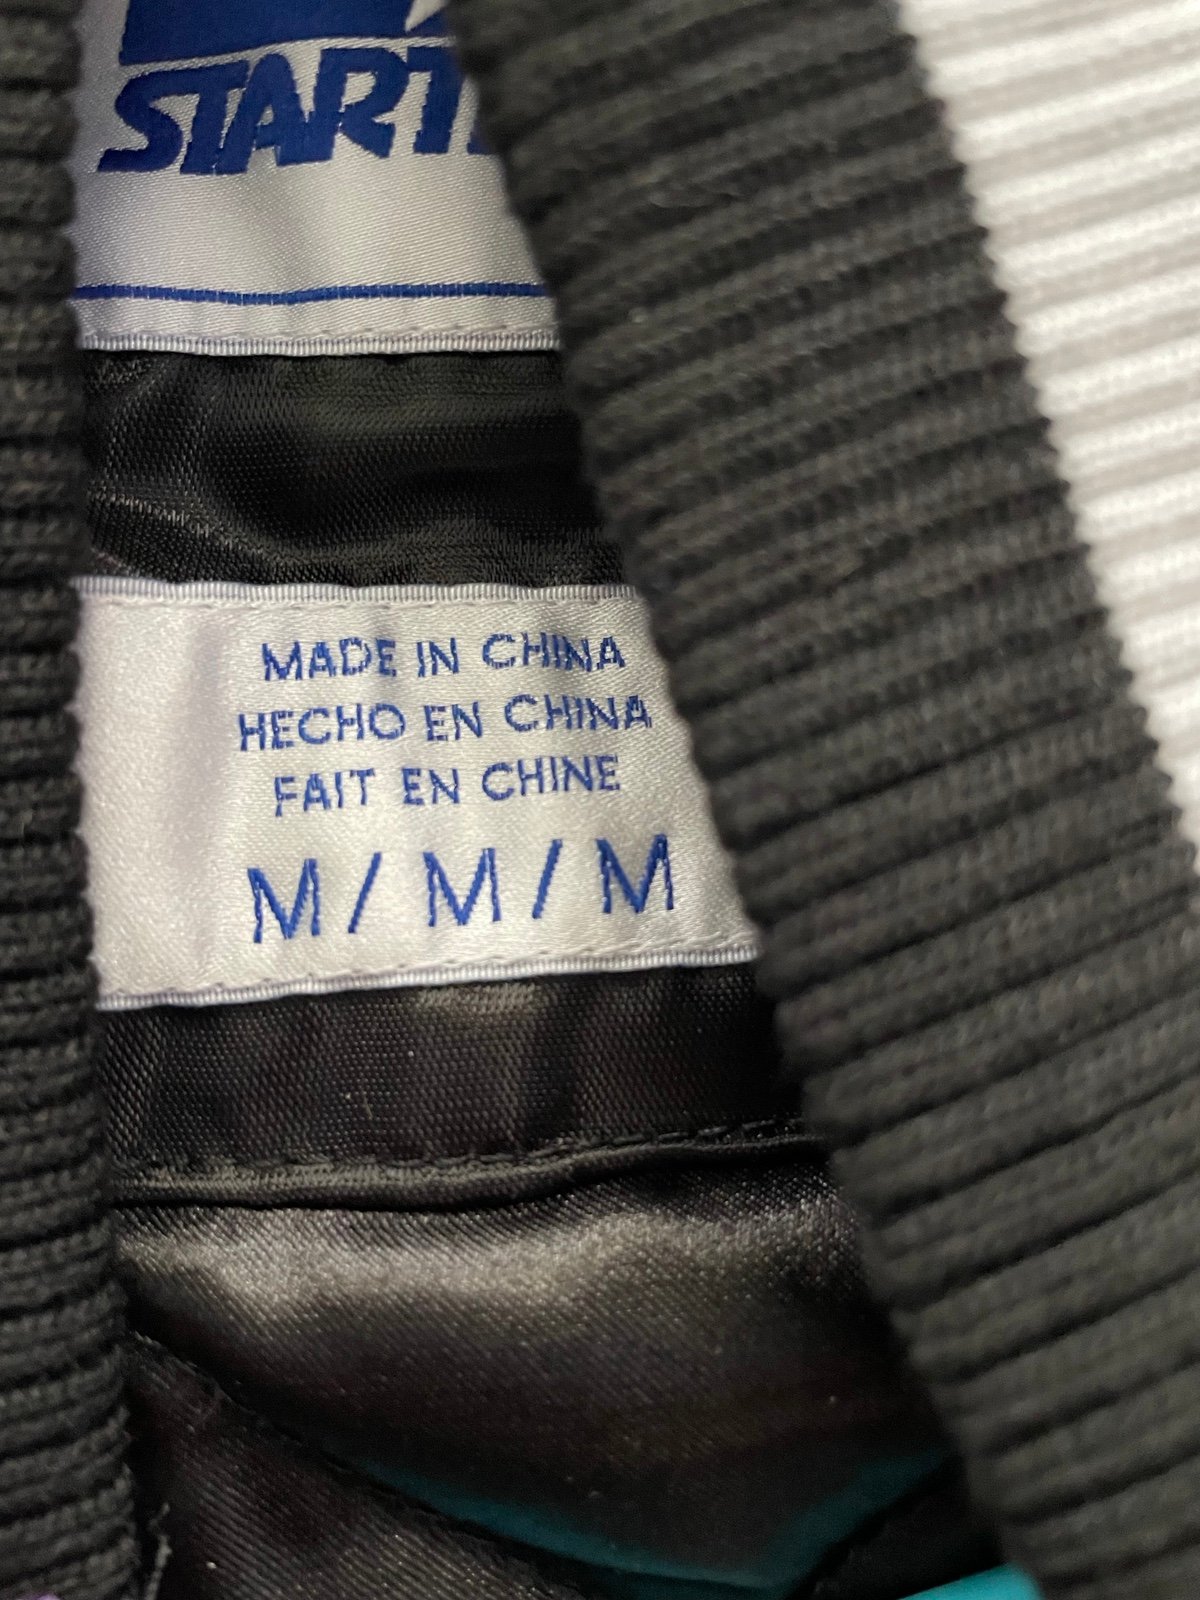 START
MADE IN CHINA
HECHO EN CHINA
FAIT EN CHINE
M / M / M